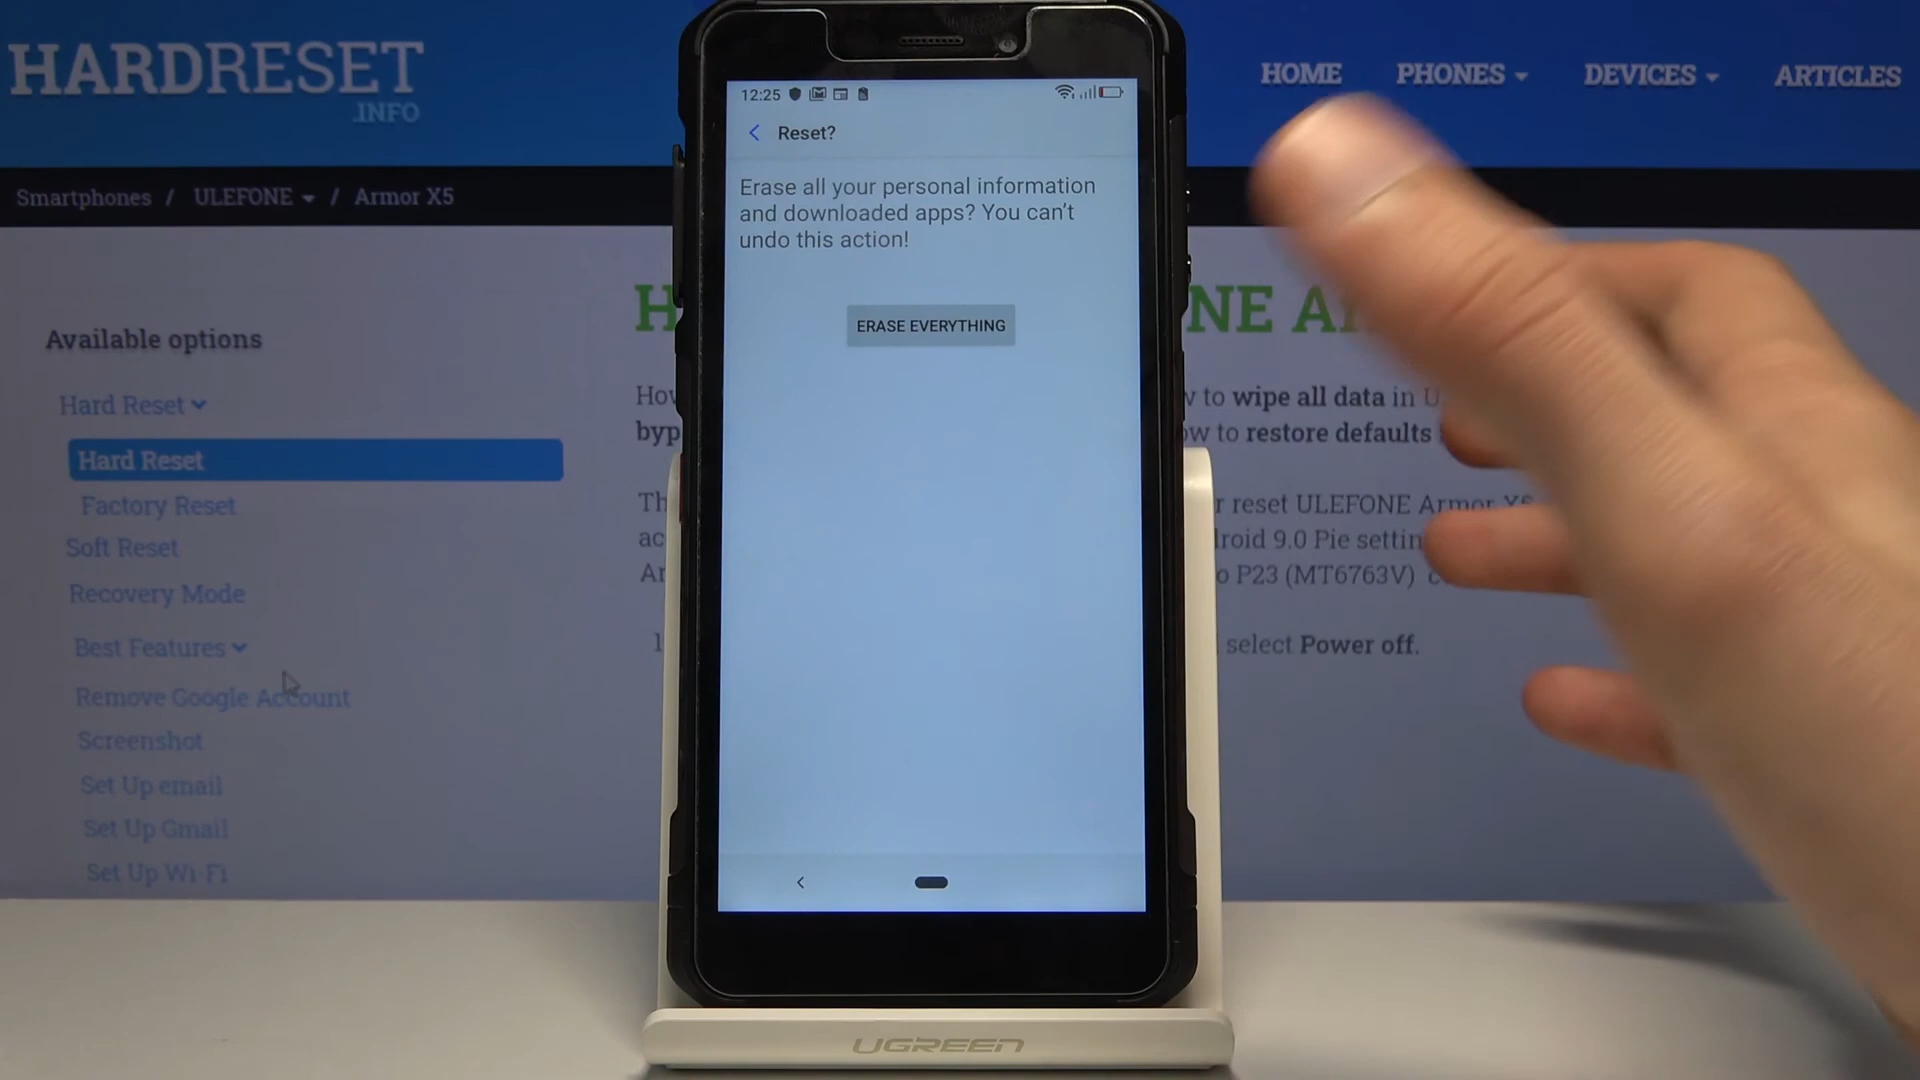 HARDRESET
.INFO
HOME
PHONES
DEVICES
ARTICLES
Smartphones / ULEFONE / Armor X5
Available options
Hard Reset
Hard Reset
Factory Reset
Soft Reset
Recovery Mode
Best Features
Remove Google Account
Screenshot
Set Up email
Set Up Gmail
Set Up Wi-Fi
12:25
Reset?
Erase all your personal information
and downloaded apps? You can't
undo this action!
ERASE EVERYTHING
to wipe all data in
to restore defaults
reset ULEFONE Armor X5
9.0 Pie
P23 (MT6763V)
select Power off.
UGREEN